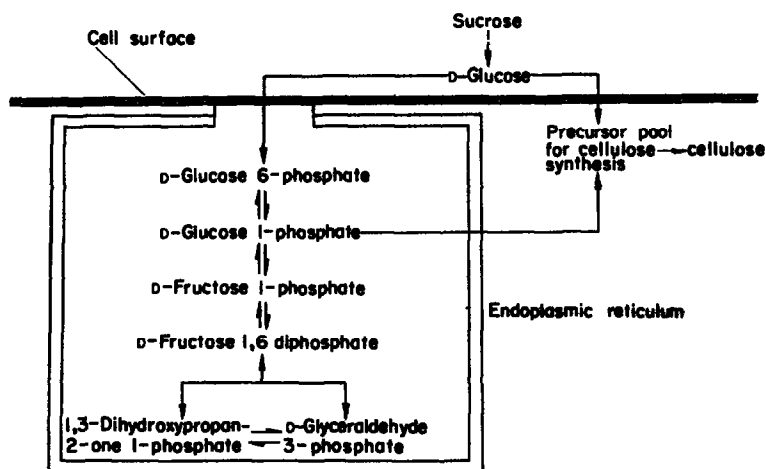 Sucrose
Cell surface
D-Glucose
Precursor pool
for cellulose cellulose
synthesis
D-Glucose 6-phosphate
D-Glucose 1-phosphate
D-Fructose 1-phosphate
Endoplasmic reticulum
D-Fructose 1,6 diphosphate
1,3-Dihydroxypropan- D-Glyceraldehyde
2-one 1-phosphate 3-phosphate